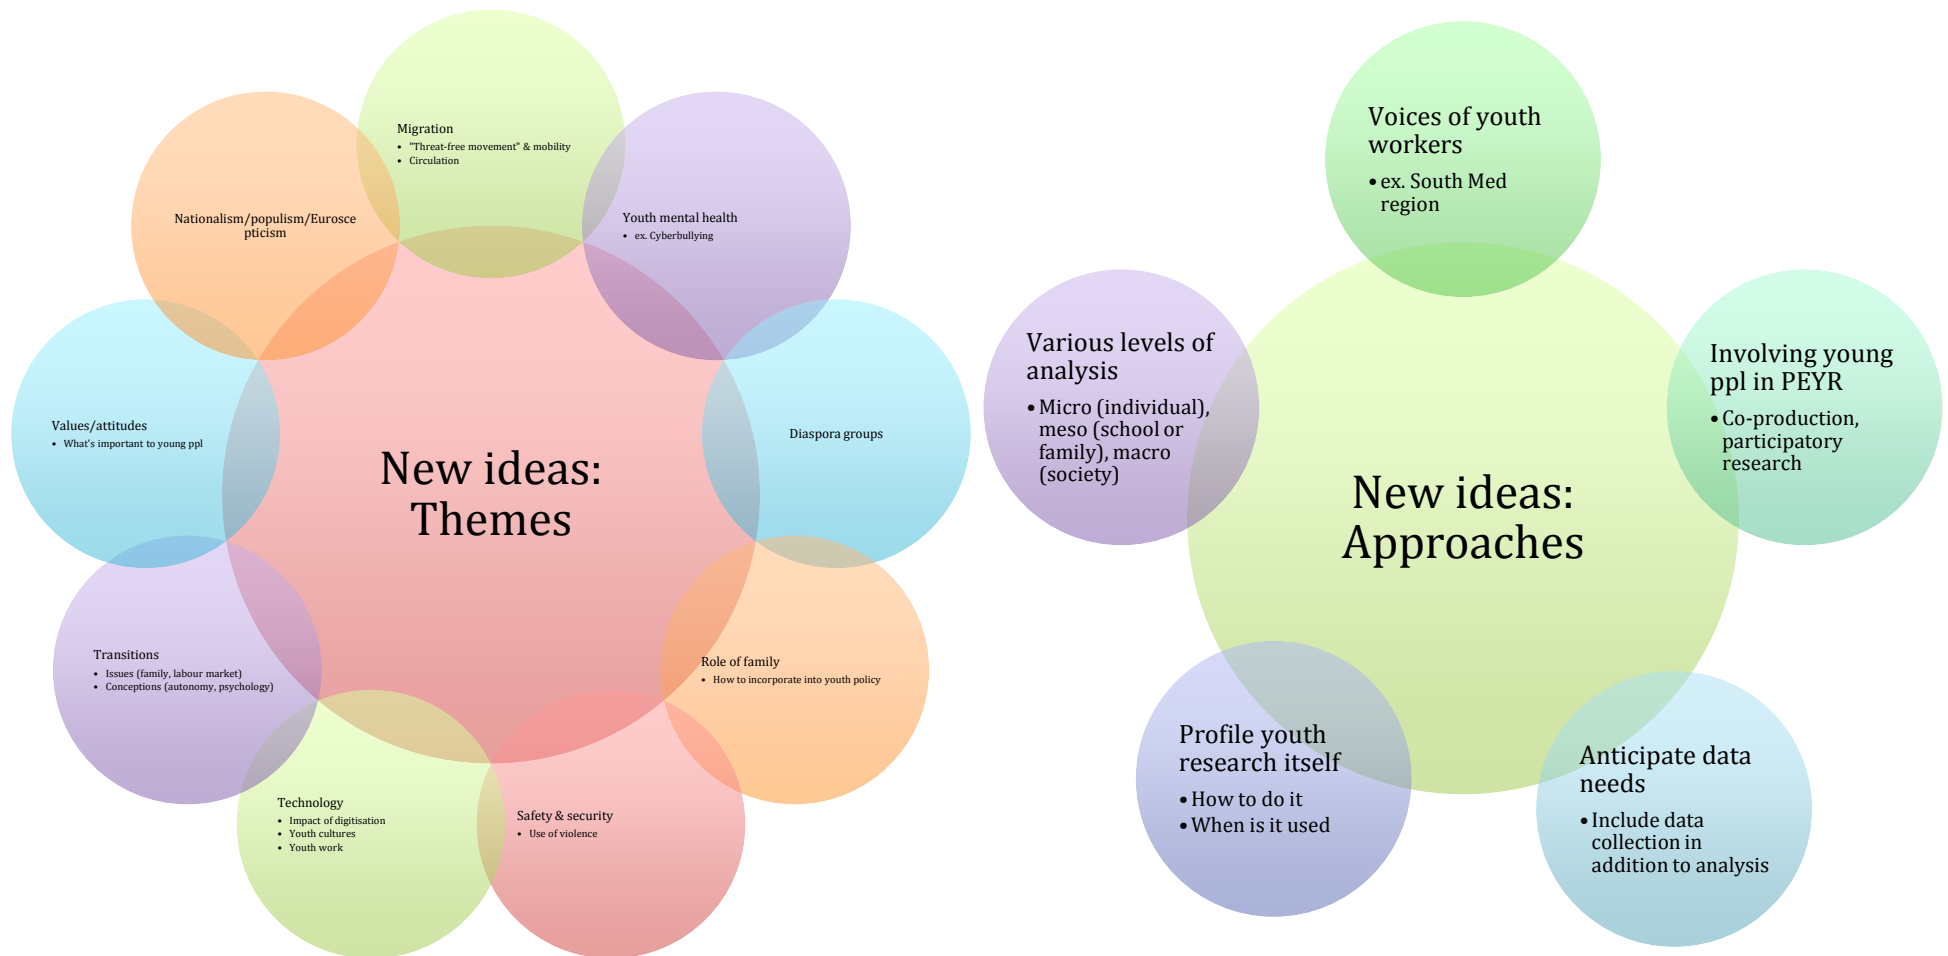 Migration
• "Threat-free movement" & mobility
• Circulation
Youth mental health
• ex. Cyberbullying
Diaspora groups
Role of family
• How to incorporate into youth policy
Safety & security
• Use of violence
Technology
• Impact of digitisation
• Youth cultures
• Youth work
Transitions
• Issues (family, labour market)
• Conceptions (autonomy, psychology)
Values/attitudes
• What's important to young ppl
Nationalism/populism/Eurosce
pticism
New ideas:
Themes
Voices of youth
workers
• ex. South Med
region
Involving young
ppl in PEYR
• Co-production,
participatory
research
Anticipate data
needs
• Include data
collection in
addition to analysis
Profile youth
research itself
• How to do it
• When is it used
Various levels of
analysis
• Micro (individual),
meso (school or
family), macro
(society)
New ideas:
Approaches